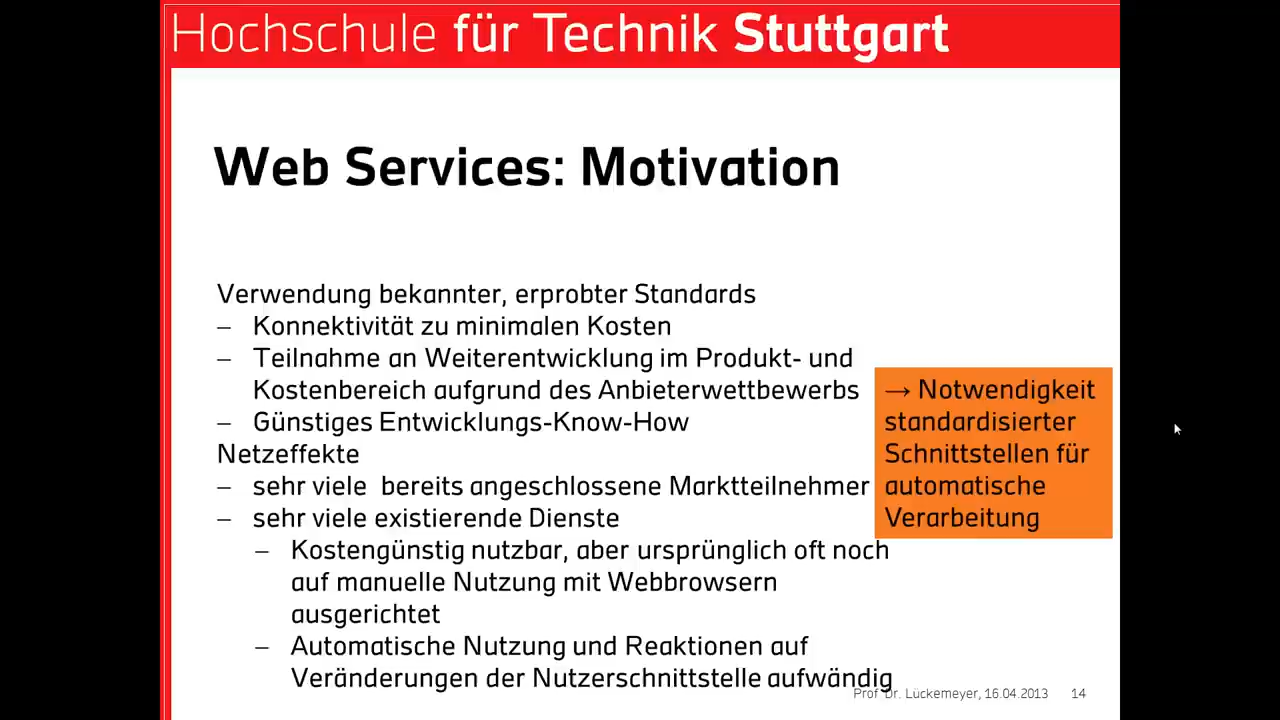 Hochschule für Technik Stuttgart
Web Services: Motivation
Verwendung bekannter, erprobter Standards
– Konnektivität zu minimalen Kosten
– Teilnahme an Weiterentwicklung im Produkt- und
Kostenbereich aufgrund des Anbieterwettbewerbs
– Günstiges Entwicklungs-Know-How
Netzeffekte
– sehr viele bereits angeschlossene Marktteilnehmer
– sehr viele existierende Dienste
– Kostengünstig nutzbar, aber ursprünglich oft noch
auf manuelle Nutzung mit Webbrowsern
ausgerichtet
– Automatische Nutzung und Reaktionen auf
Veränderungen der Nutzerschnittstelle aufwändig
→ Notwendigkeit
standardisierter
Schnittstellen für
automatische
Verarbeitung
Prof Dr. Lückemeyer, 16.04.2013 14